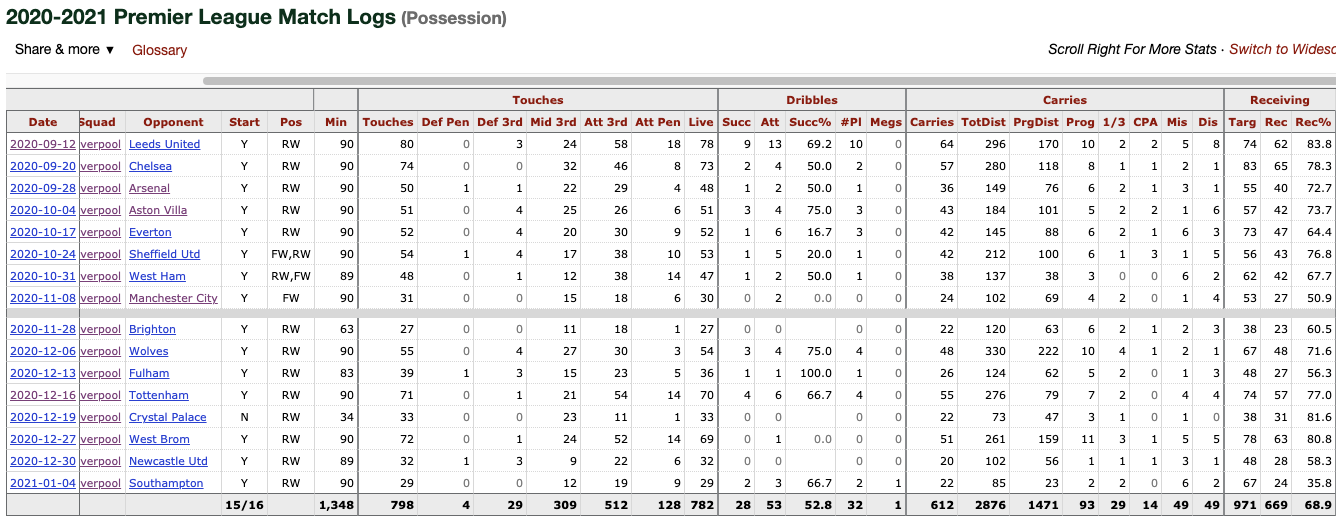 2020-2021 Premier League Match Logs (Possession)
Share & more ▼ Glossary Scroll Right For More Stats · Switch to Widesc
Touches Dribbles Carries Receiving
Date Squad Opponent Start Pos Min Touches Def Pen Def 3rd Mid 3rd Att 3rd Att Pen Live Succ Att Succ% #Pl Megs Carries TotDist PrgDist Prog 1/3 CPA Mis Dis Targ Rec Rec%
2020-09-12 verpool Leeds United Y RW 90 80 0 3 24 58 18 78 9 13 69.2 10 0 64 296 170 10 2 2 5 8 74 62 83.8
2020-09-20 verpool Chelsea Y RW 90 74 0 0 32 46 8 73 2 4 50.0 2 0 57 280 118 8 1 1 2 1 83 65 78.3
2020-09-28 verpool Arsenal Y RW 90 50 1 1 22 29 4 48 1 2 50.0 1 0 36 149 76 6 2 1 3 1 55 40 72.7
2020-10-04 verpool Aston Villa Y RW 90 51 0 4 25 26 6 51 3 4 75.0 3 0 43 184 101 5 2 2 1 6 57 42 73.7
2020-10-17 verpool Everton Y RW 90 52 0 4 20 30 9 52 1 6 16.7 3 0 42 145 88 6 2 1 6 3 73 47 64.4
2020-10-24 verpool Sheffield Utd Y FW,RW 90 54 1 4 17 38 10 53 1 5 20.0 1 0 42 212 100 6 1 3 1 5 56 43 76.8
2020-10-31 verpool West Ham Y RW,FW 89 48 0 1 12 38 14 47 1 2 50.0 1 0 38 137 38 3 0 0 6 2 62 42 67.7
2020-11-08 verpool Manchester City Y FW 90 31 0 0 15 18 6 30 0 2 0.0 0 0 24 102 69 4 2 0 1 4 53 27 50.9
2020-11-28 verpool Brighton Y RW 63 27 0 0 11 18 1 27 0 0 0 0 22 120 63 6 2 1 2 3 38 23 60.5
2020-12-06 verpool Wolves Y RW 90 55 0 4 27 30 3 54 3 4 75.0 4 0 48 330 222 10 4 1 2 1 67 48 71.6
2020-12-13 verpool Fulham Y RW 83 39 1 3 15 23 5 36 1 1 100.0 1 0 26 124 62 5 2 0 1 3 48 27 56.3
2020-12-16 verpool Tottenham Y RW 90 71 0 1 21 54 14 70 4 6 66.7 4 0 55 276 79 7 2 0 4 4 74 57 77.0
2020-12-19 verpool Crystal Palace N RW 34 33 0 0 23 11 1 33 0 0 0 0 22 73 47 3 1 0 1 0 38 31 81.6
2020-12-27 verpool West Brom Y RW 90 72 0 1 24 52 14 69 0 1 0.0 0 0 51 261 159 11 3 1 5 5 78 63 80.8
2020-12-30 verpool Newcastle Utd Y RW 89 32 1 3 9 22 6 32 0 0 0 0 20 102 56 1 1 1 3 1 48 28 58.3
2021-01-04 verpool Southampton Y RW 90 29 0 0 12 19 9 29 2 3 66.7 2 1 22 85 23 2 2 0 6 2 67 24 35.8
15/16 1,348 798 4 29 309 512 128 782 28 53 52.8 32 1 612 2876 1471 93 29 14 49 49 971 669 68.9